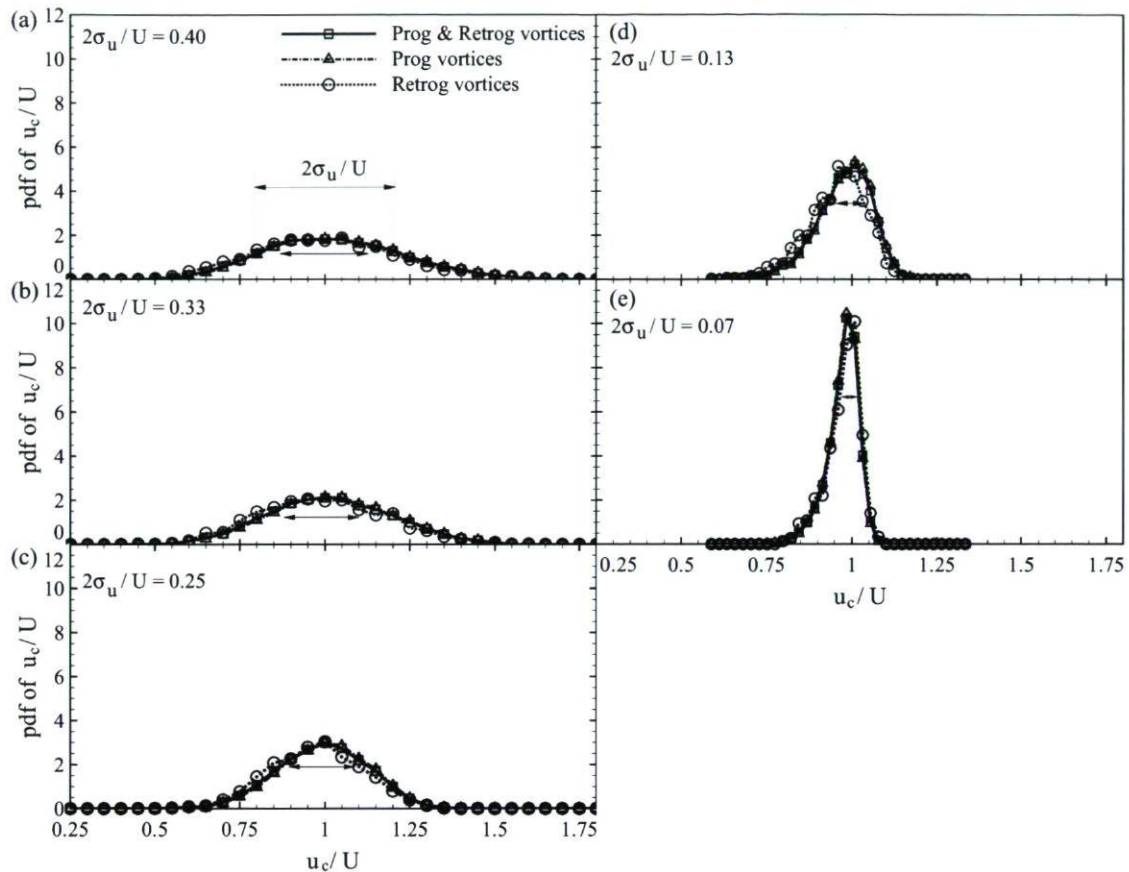 (a)
2σu / U = 0.40
Prog & Retrog vortices
Prog vortices
Retrog vortices
2σu / U
pdf of uc / U
12
10
8
6
4
2
0
(b)
2σu / U = 0.33
pdf of uc / U
10
8
6
4
2
0
(c)
12
2σu / U = 0.25
pdf of uc / U
10
8
6
4
2
0
0.25 0.5 0.75 1 1.25 1.5 1.75
uc / U
(d)
2σu / U = 0.13
(e)
2σu / U = 0.07
0.25 0.5 0.75 1 1.25 1.5 1.75
uc / U